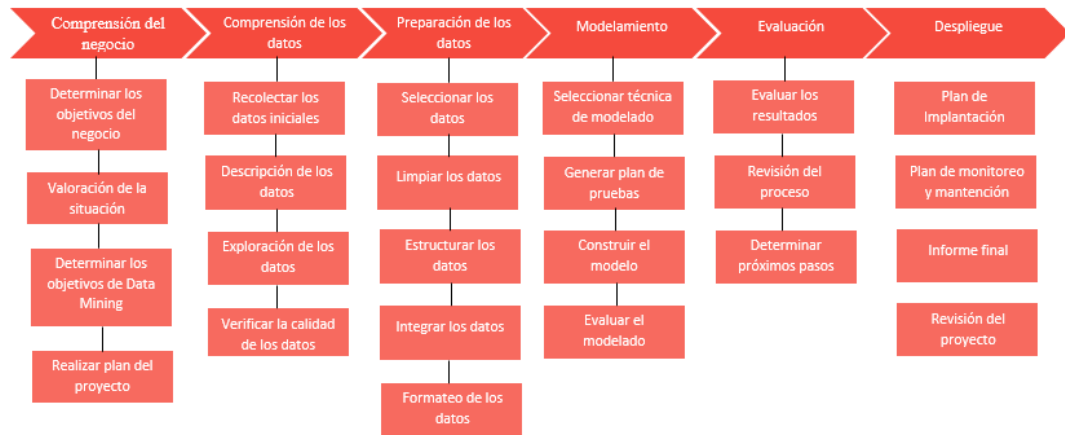 Comprensión del
negocio
Determinar los
objetivos del
negocio
Valoración de la
situación
Determinar los
objetivos de Data
Mining
Realizar plan del
proyecto
Comprensión de los
datos
Recolectar los
datos iniciales
Descripción de los
datos
Exploración de los
datos
Verificar la calidad
de los datos
Preparación de los
datos
Seleccionar los
datos
Limpiar los datos
Estructurar los
datos
Integrar los datos
Formateo de los
datos
Modelamiento
Seleccionar técnica
de modelado
Generar plan de
pruebas
Construir el
modelo
Evaluar el
modelado
Evaluación
Evaluar los
resultados
Revisión del
proceso
Determinar
próximos pasos
Despliegue
Plan de
Implantación
Plan de monitoreo
y mantención
Informe final
Revisión del
proyecto